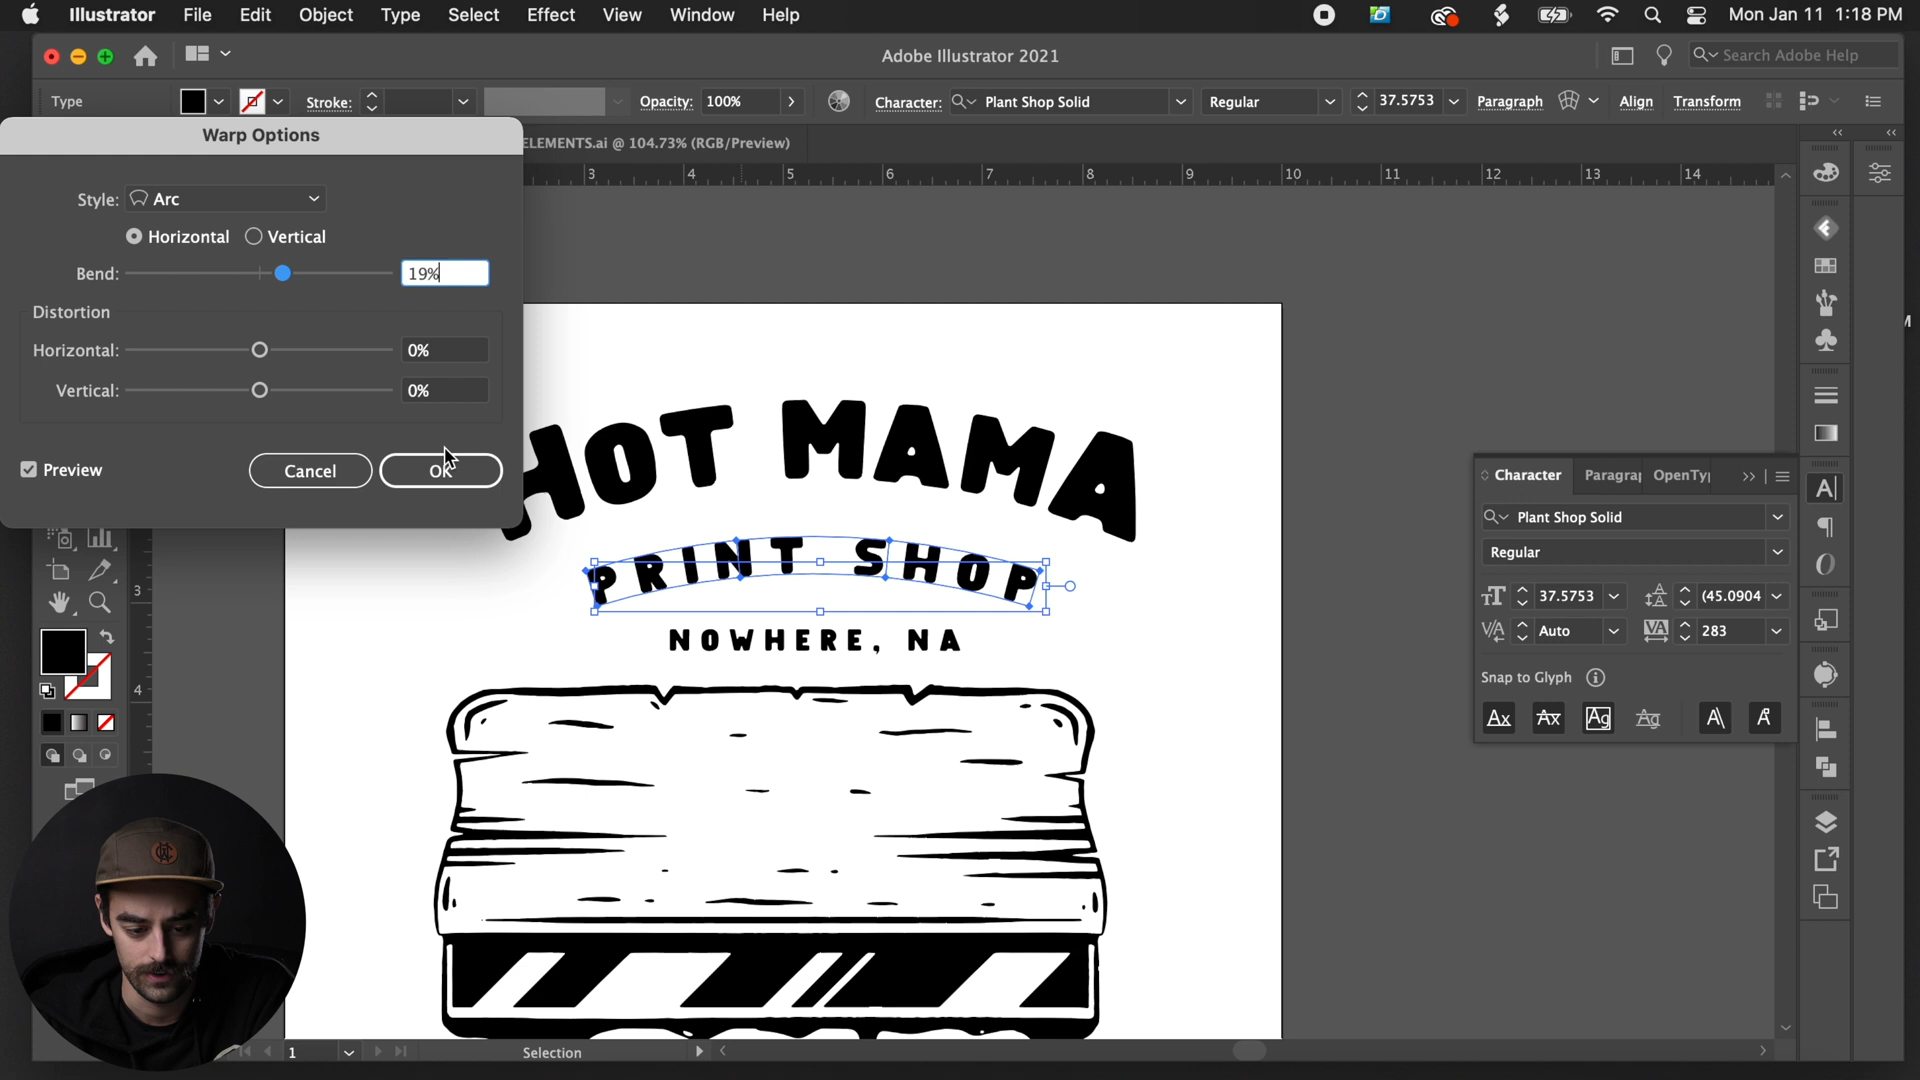 Illustrator File Edit Object Type Select Effect View Window Help Mon Jan 11 1:18 PM
Adobe Illustrator 2021
Search Adobe Help
Type Stroke: Opacity: 100% Character: Plant Shop Solid Regular 37.5753 Paragraph Align Transform
Warp Options
ELEMENTS.ai @ 104.73% (RGB/Preview)
3 4 5 6 7 8 9 10 11 12 13 14
Style: Arc
Horizontal Vertical
Bend: 19%
Distortion
Horizontal: 0%
Vertical: 0%
Preview Cancel OK
HOT MAMA
PRINT SHOP
NOWHERE, NA
Character Paragraj OpenTy
Plant Shop Solid
Regular
37.5753 (45.0904
Auto 283
Snap to Glyph
3
4
1 Selection